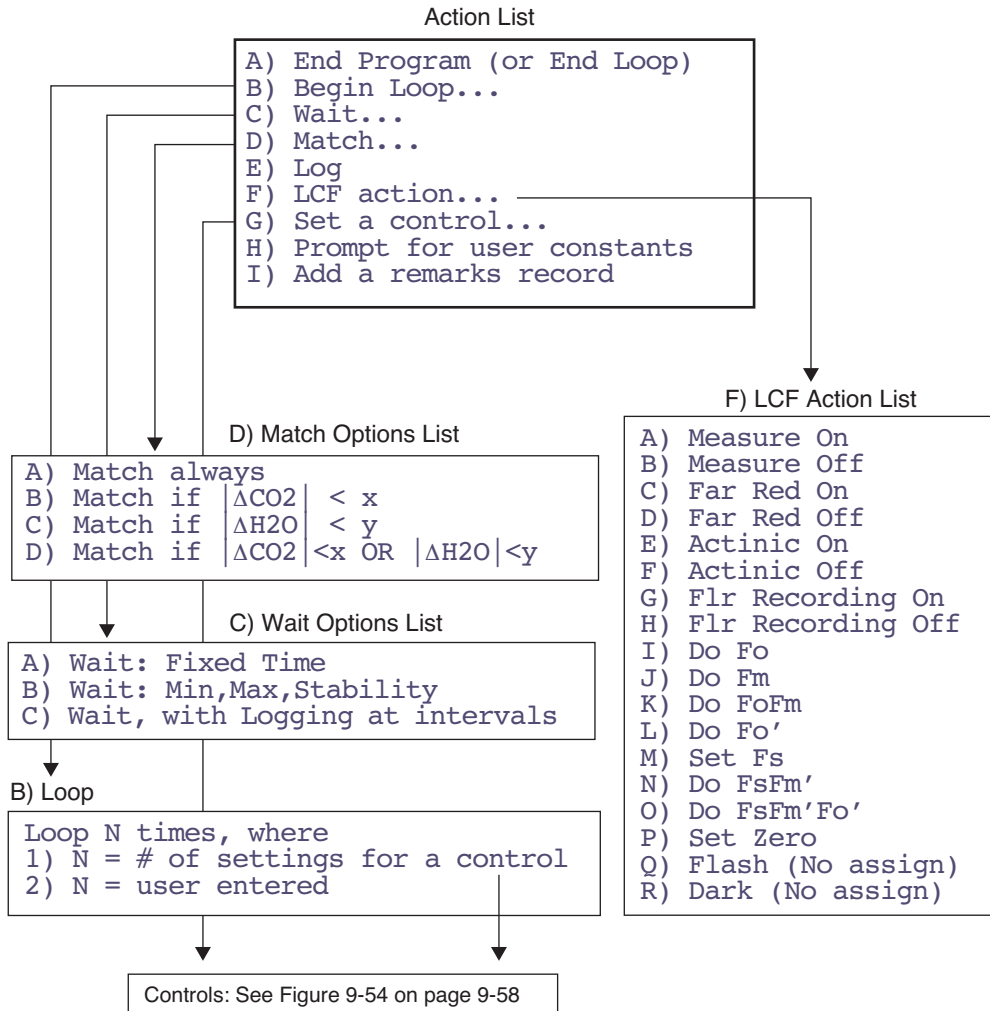 Action List
A) End Program (or End Loop)
B) Begin Loop...
C) Wait...
D) Match...
E) Log
F) LCF action...
G) Set a control...
H) Prompt for user constants
I) Add a remarks record
D) Match Options List
A) Match always
B) Match if |ΔCO2| < x
C) Match if |ΔH2O| < y
D) Match if |ΔCO2|<x OR |ΔH2O|<y
C) Wait Options List
A) Wait: Fixed Time
B) Wait: Min,Max,Stability
C) Wait, with Logging at intervals
B) Loop
Loop N times, where
1) N = # of settings for a control
2) N = user entered
F) LCF Action List
A) Measure On
B) Measure Off
C) Far Red On
D) Far Red Off
E) Actinic On
F) Actinic Off
G) Flr Recording On
H) Flr Recording Off
I) Do Fo
J) Do Fm
K) Do FoFm
L) Do Fo'
M) Set Fs
N) Do FsFm'
O) Do FsFm'Fo'
P) Set Zero
Q) Flash (No assign)
R) Dark (No assign)
Controls: See Figure 9-54 on page 9-58